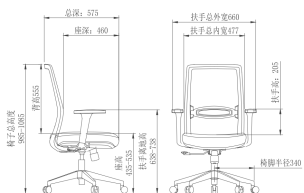 总深：575
座深：460
背高555
椅子总高度
985-1085
座高
435-535
扶手离地高
638-738
扶手总外宽660
扶手总内宽477
扶手高：205
椅脚半径340